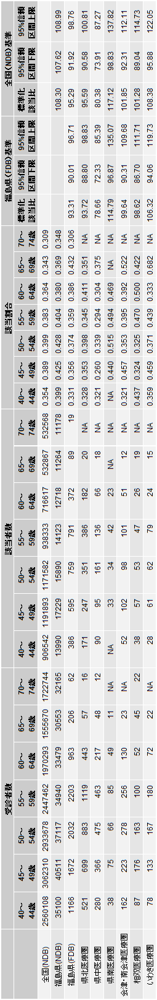 受診者数 該当者数 該当割合 福島県(FDB)基準 全国(NDB)基準
40～44歳 45～49歳 50～54歳 55～59歳 60～64歳 65～69歳 70～74歳 40～44歳 45～49歳 50～54歳 55～59歳 60～64歳 65～69歳 70～74歳 40～44歳 45～49歳 50～54歳 55～59歳 60～64歳 65～69歳 70～74歳 標準化該当比 95%信頼区間下限 95%信頼区間上限 標準化該当比 95%信頼区間下限 95%信頼区間上限
全国(NDB) 2560108 3062310 2933678 2447462 1970293 1555670 1722744 906542 1191893 1171582 938333 716617 532867 532568 0.354 0.389 0.399 0.383 0.364 0.343 0.309
福島県(NDB) 35100 40511 37117 34940 33479 30553 32165 13990 17229 15890 14123 12718 11264 11178 0.399 0.425 0.428 0.404 0.380 0.369 0.348 108.30 107.62 108.99
福島県(FDB) 1166 1672 2032 2203 963 206 62 386 595 759 791 372 89 19 0.331 0.356 0.374 0.359 0.386 0.432 0.306 93.31 90.01 96.71 95.29 91.92 98.76
県北医療圏 521 699 883 1119 443 57 16 171 247 351 386 182 20 NA 0.328 0.353 0.398 0.345 0.411 0.351 NA 93.72 88.80 98.83 95.59 90.58 100.81
県中医療圏 280 366 475 463 217 48 12 90 95 161 136 66 18 NA 0.321 0.260 0.339 0.294 0.304 0.375 NA 78.66 72.33 85.39 80.38 73.91 87.27
県南医療圏 38 75 66 85 49 11 NA NA 33 34 42 23 NA NA NA 0.440 0.515 0.494 0.469 NA NA 114.79 96.87 135.07 117.12 98.83 137.82
会津・南会津医療圏 162 223 278 256 130 23 NA 52 102 98 101 51 12 NA 0.321 0.457 0.353 0.395 0.392 0.522 NA 99.64 90.31 109.68 101.85 92.31 112.11
相双医療圏 87 176 163 100 52 45 22 38 57 53 47 26 19 NA 0.437 0.324 0.325 0.470 0.500 0.422 NA 98.62 86.70 111.71 101.28 89.04 114.73
いわき医療圏 78 133 167 180 72 22 NA 28 61 62 79 24 15 NA 0.359 0.459 0.371 0.439 0.333 0.682 NA 106.32 94.06 119.73 108.38 95.88 122.05